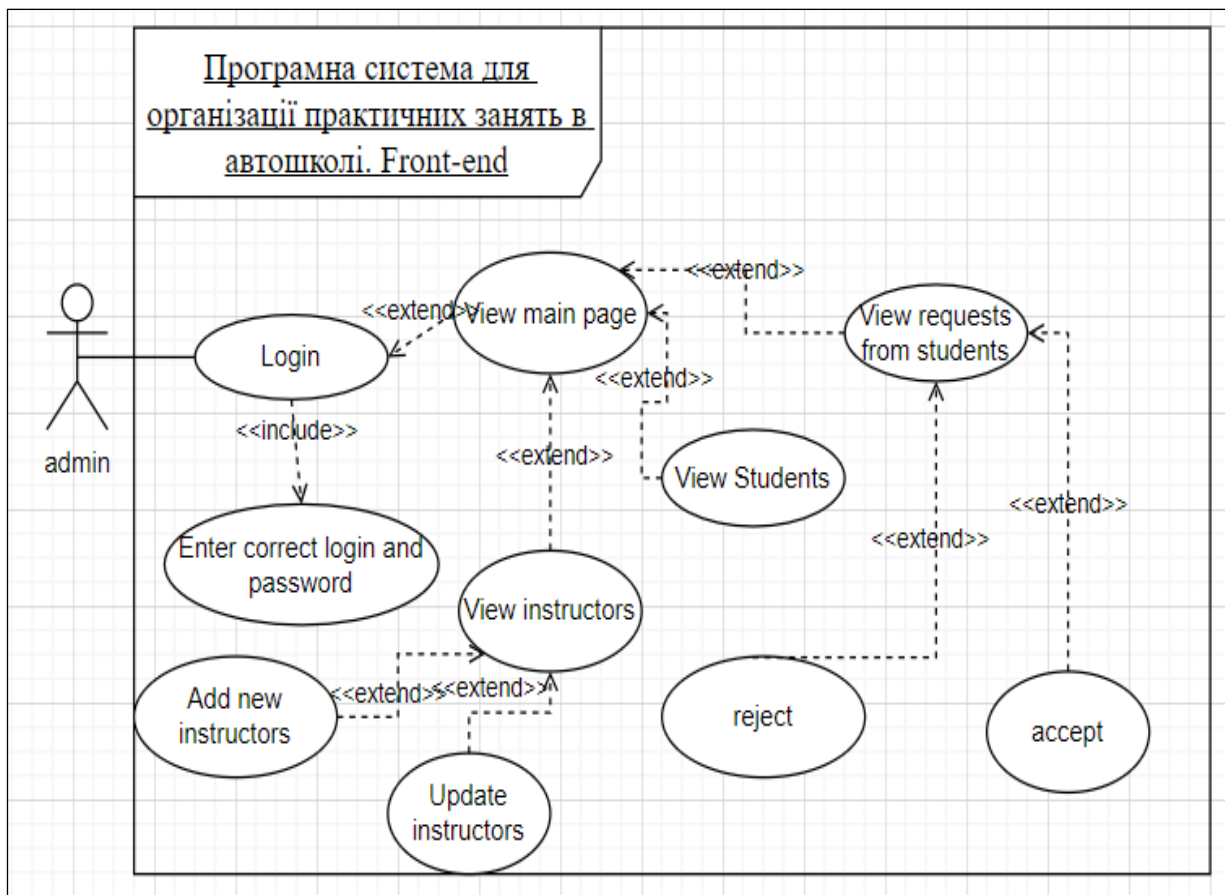 Програмна система для
організації практичних занять в
автошколі. Front-end
<<extend>>
<<extend>>
View main page
View requests
from students
Login
<<extend>>
<<include>>
admin
<<extend>>
View Students
<<extend>>
<<extend>>
Enter correct login and
password
View instructors
<<extend>>
<<extend>>
Add new
instructors
reject
accept
Update
instructors